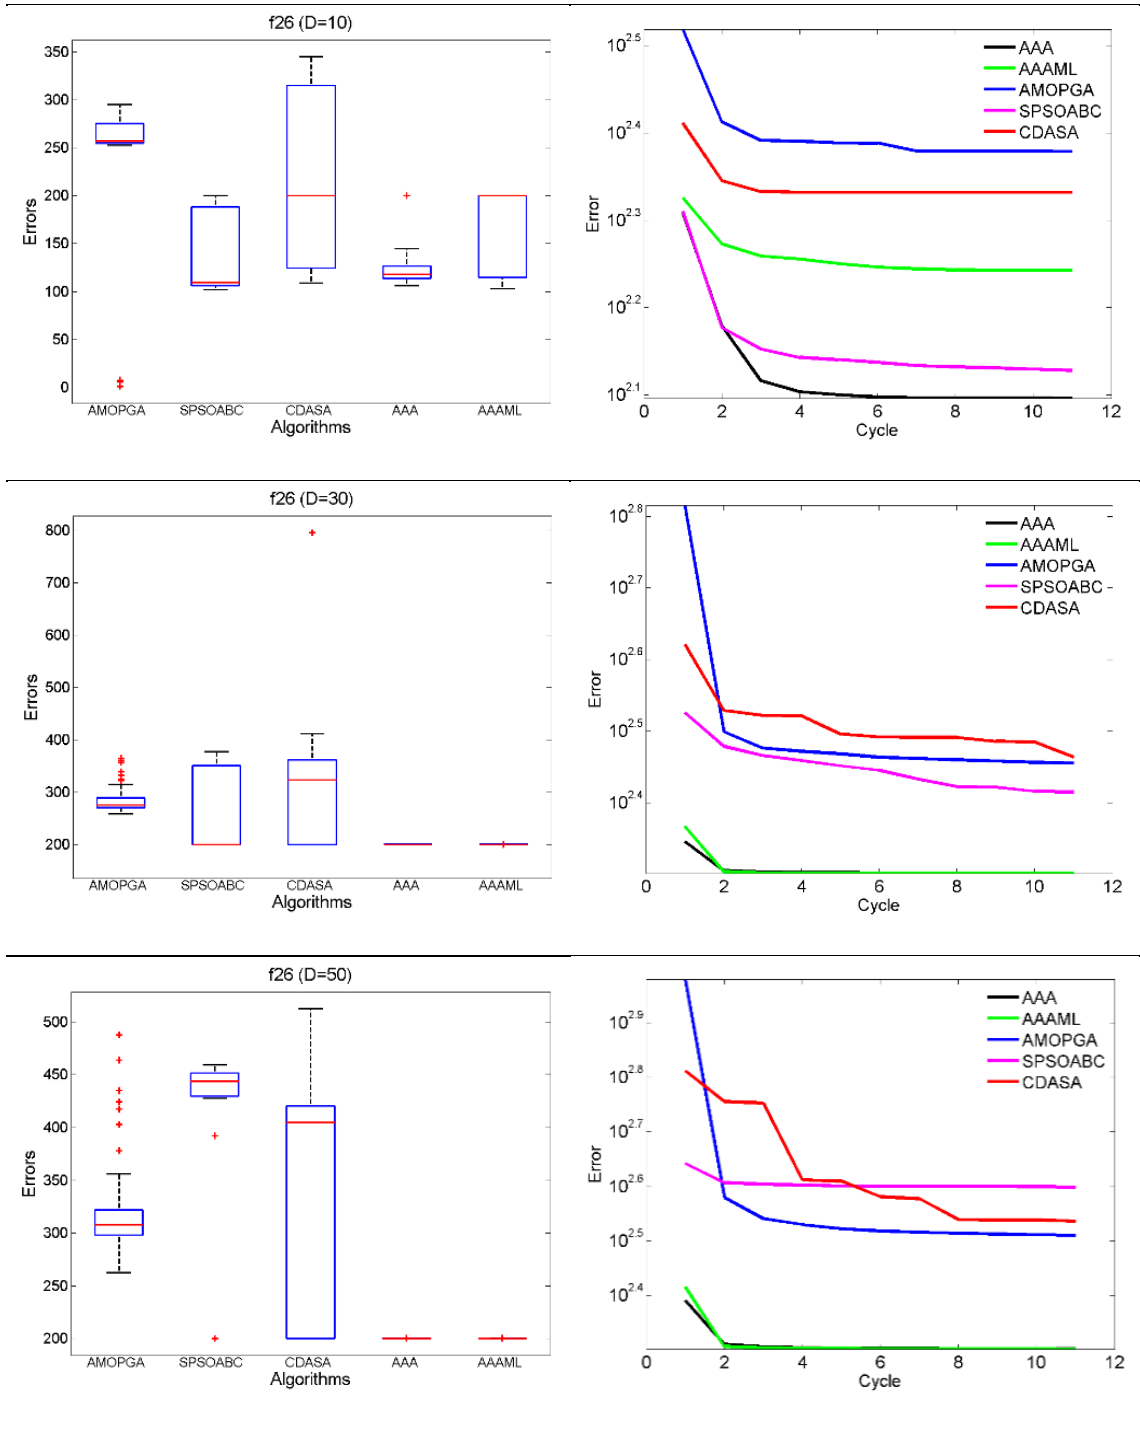 f26 (D=10)
350
300
250
200
150
100
50
0
Errors
AMOPGA SPSOABC CDASA AAA AAAML
Algorithms
10^2.5
10^2.4
10^2.3
10^2.2
10^2.1
Error
0 2 4 6 8 10 12
Cycle
AAA
AAAML
AMOPGA
SPSOABC
CDASA
f26 (D=30)
800
700
600
500
400
300
200
Errors
AMOPGA SPSOABC CDASA AAA AAAML
Algorithms
10^2.8
10^2.7
10^2.6
10^2.5
10^2.4
Error
0 2 4 6 8 10 12
Cycle
AAA
AAAML
AMOPGA
SPSOABC
CDASA
f26 (D=50)
500
450
400
350
300
250
200
Errors
AMOPGA SPSOABC CDASA AAA AAAML
Algorithms
10^2.9
10^2.8
10^2.7
10^2.6
10^2.5
10^2.4
Error
0 2 4 6 8 10 12
Cycle
AAA
AAAML
AMOPGA
SPSOABC
CDASA